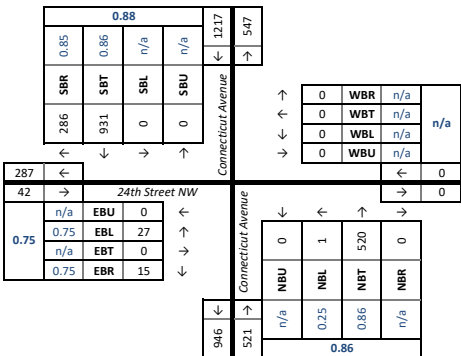 0.88
1217
547
0.85
0.86
n/a
n/a
SBR
SBT
SBL
SBU
286
931
0
0
← ↓ → ↑
↓ ↑
Connecticut Avenue
↑ 0 WBR n/a
← 0 WBT n/a
↓ 0 WBL n/a
→ 0 WBU n/a
n/a
287 ←
← 0
42 → 24th Street NW
→ 0
0.75
n/a EBU 0 ←
0.75 EBL 27 ↑
n/a EBT 0 →
0.75 EBR 15 ↓
Connecticut Avenue
↓ ← ↑ →
0
1
520
0
NBU
NBL
NBT
NBR
n/a
0.25
0.86
n/a
↓ ↑
946
521
0.86